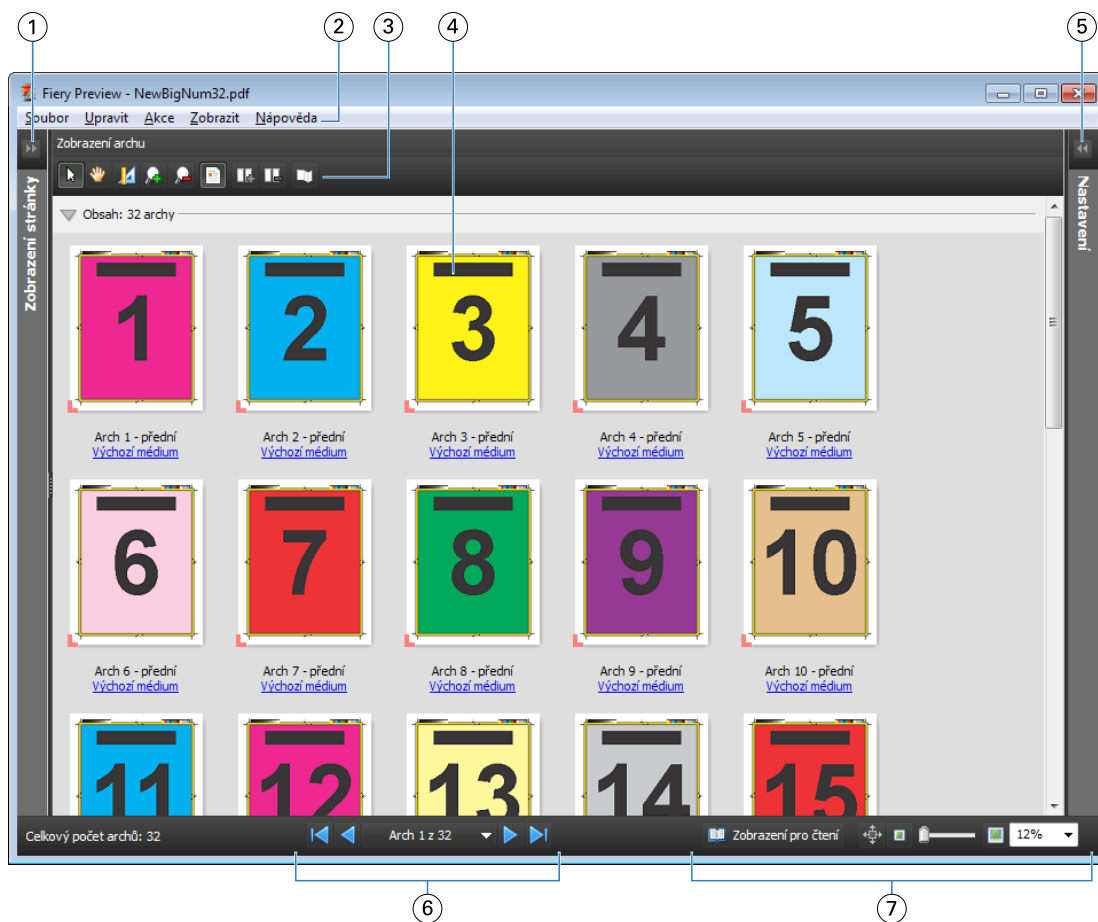 1 2 3 4 5
Fiery Preview - NewBigNum32.pdf
Soubor Upravit Akce Zobrazit Nápověda
Zobrazení archu
Zobrazení stránky
Nastavení
Obsah: 32 archy
1 2 3 4 5
Arch 1 - přední Arch 2 - přední Arch 3 - přední Arch 4 - přední Arch 5 - přední
Výchozí médium Výchozí médium Výchozí médium Výchozí médium Výchozí médium
6 7 8 9 10
Arch 6 - přední Arch 7 - přední Arch 8 - přední Arch 9 - přední Arch 10 - přední
Výchozí médium Výchozí médium Výchozí médium Výchozí médium Výchozí médium
11 12 13 14 15
Celkový počet archů: 32 Arch 1 z 32 Zobrazení pro čtení 12%
6 7